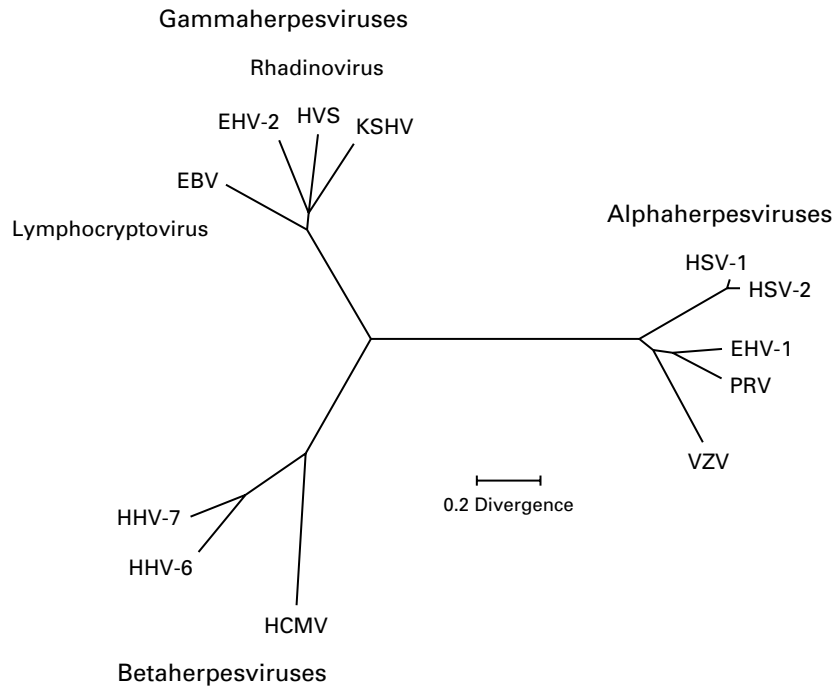 Gammaherpesviruses
Rhadinovirus
HVS
EHV-2
KSHV
EBV
Lymphocryptovirus
Alphaherpesviruses
HSV-1
HSV-2
EHV-1
PRV
VZV
0.2 Divergence
HHV-7
HHV-6
HCMV
Betaherpesviruses